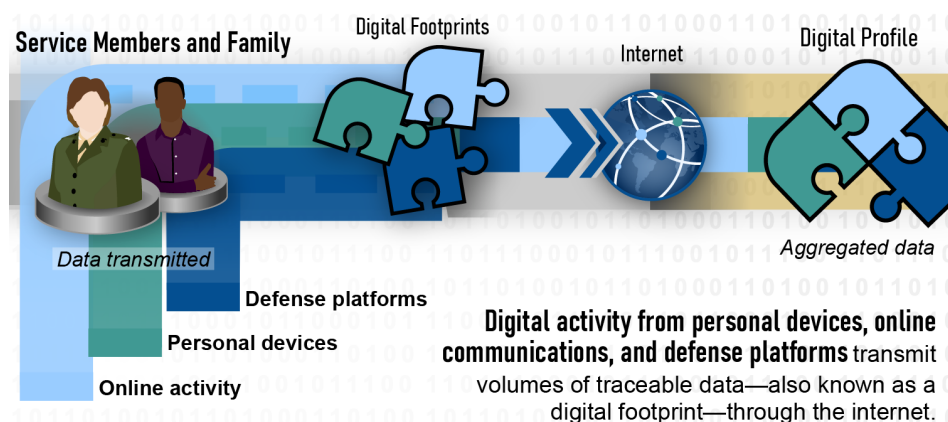 Service Members and Family
Digital Footprints
Internet
Digital Profile
Data transmitted
Aggregated data
Defense platforms
Personal devices
Online activity
Digital activity from personal devices, online
communications, and defense platforms transmit
volumes of traceable data—also known as a
digital footprint—through the internet.